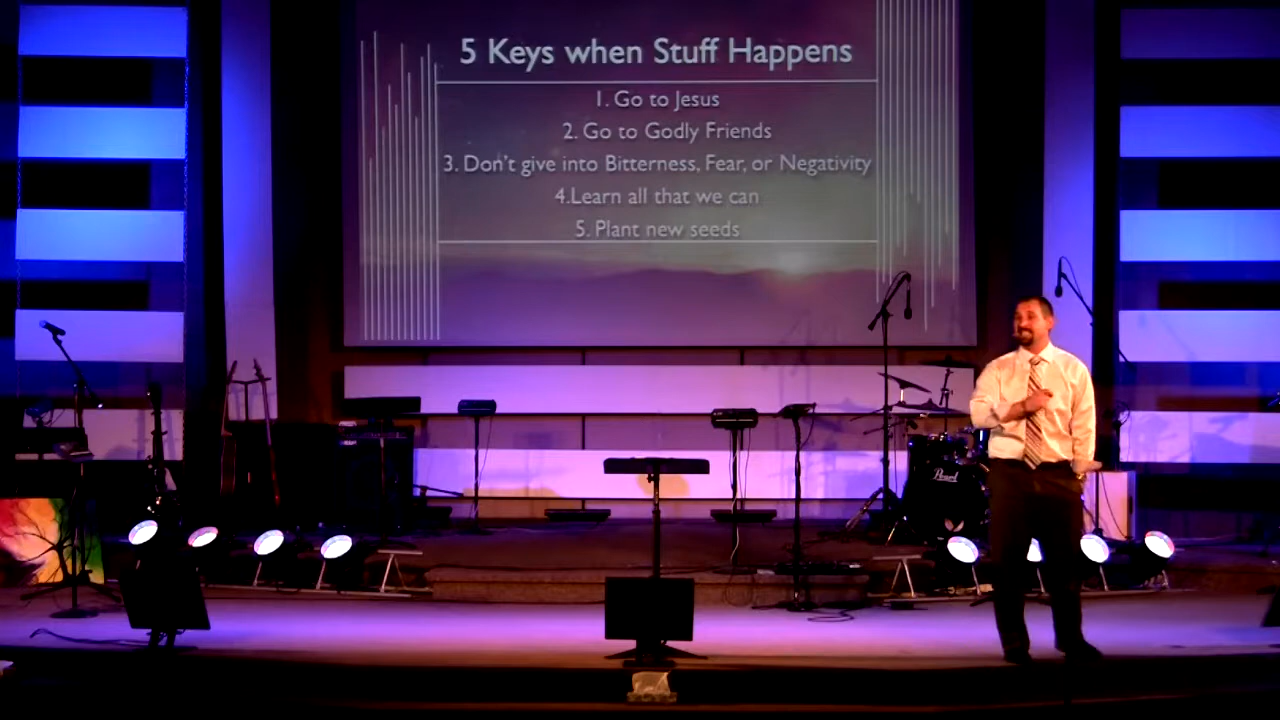 5 Keys when Stuff Happens
1. Go to Jesus
2. Go to Godly Friends
3. Don't give into Bitterness, Fear, or Negativity
4.Learn all that we can
5. Plant new seeds
Pearl